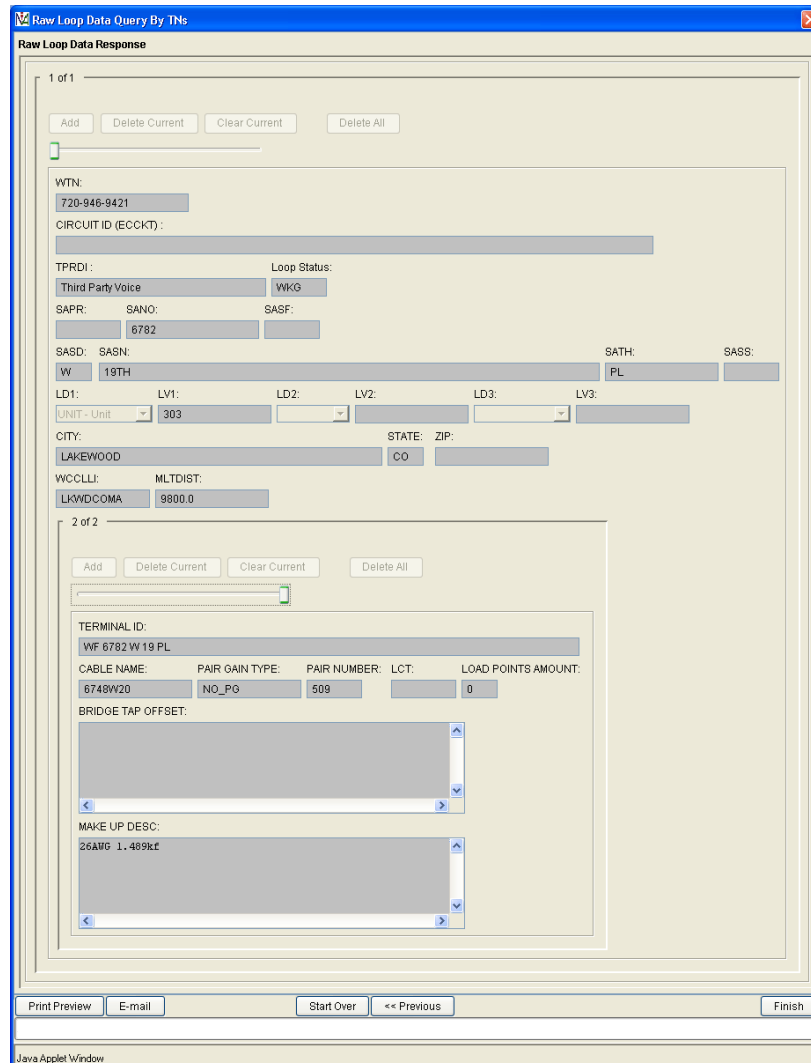 Raw Loop Data Query By TNs
Raw Loop Data Response
1 of 1
Add Delete Current Clear Current Delete All
WTN:
720-946-9421
CIRCUIT ID (ECCKT) :
TPRDI : Loop Status:
Third Party Voice WKG
SAPR: SANO: SASF:
6782
SASD: SASN: SATH: SASS:
W 19TH PL
LD1: LV1: LD2: LV2: LD3: LV3:
UNIT - Unit 303
CITY: STATE: ZIP:
LAKEWOOD CO
WCCLLI: MLTDIST:
LKWDCOMA 9800.0
2 of 2
Add Delete Current Clear Current Delete All
TERMINAL ID:
WF 6782 W 19 PL
CABLE NAME: PAIR GAIN TYPE: PAIR NUMBER: LCT: LOAD POINTS AMOUNT:
6748W20 NO_PG 509 0
BRIDGE TAP OFFSET:
MAKE UP DESC:
26AWG 1.489kf
Print Preview E-mail Start Over << Previous Finish
Java Applet Window